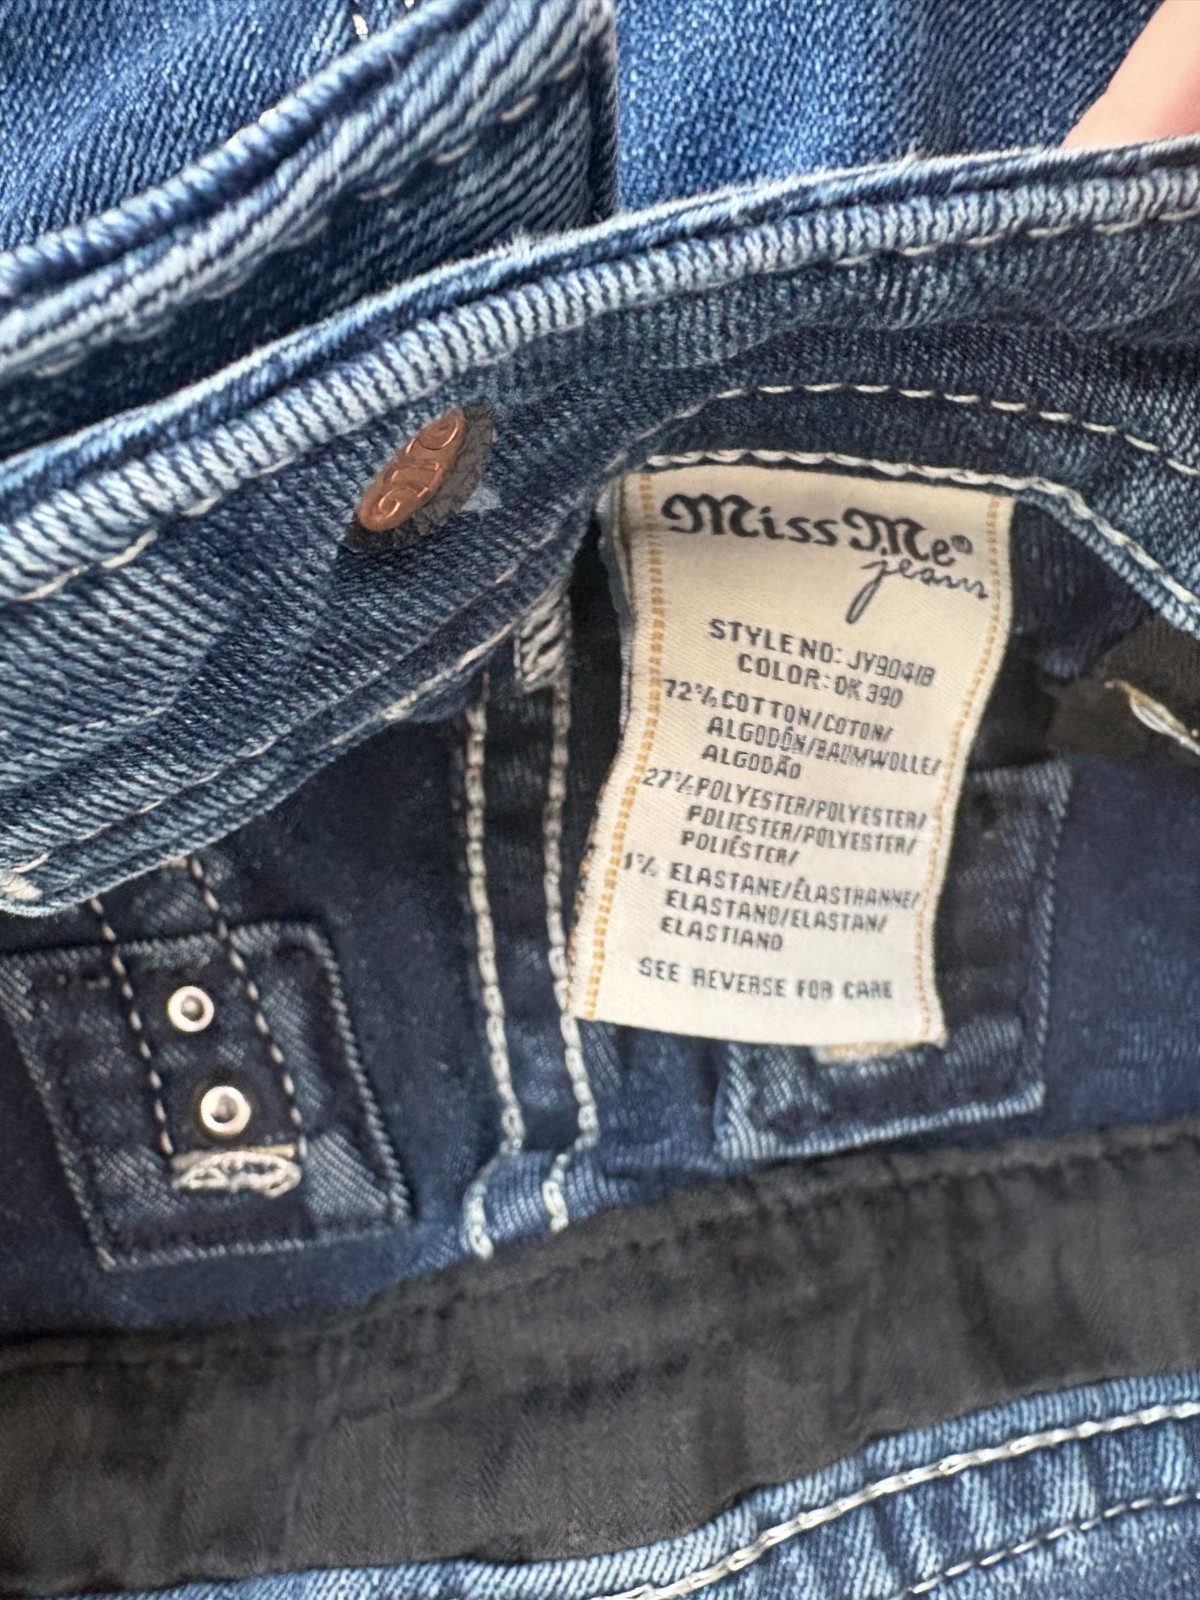 Miss Me®
jeans
STYLE NO: JY9041B
COLOR: DK 390
72% COTTON/COTON/
ALGODÓN/BAUMWOLLE/
ALGODÃO
27% POLYESTER/POLYESTER/
POLIÉSTER/POLYESTER/
POLIÉSTER/
1% ELASTANE/ÉLASTHANNE/
ELASTANO/ELASTAN/
ELASTIANO
SEE REVERSE FOR CARE